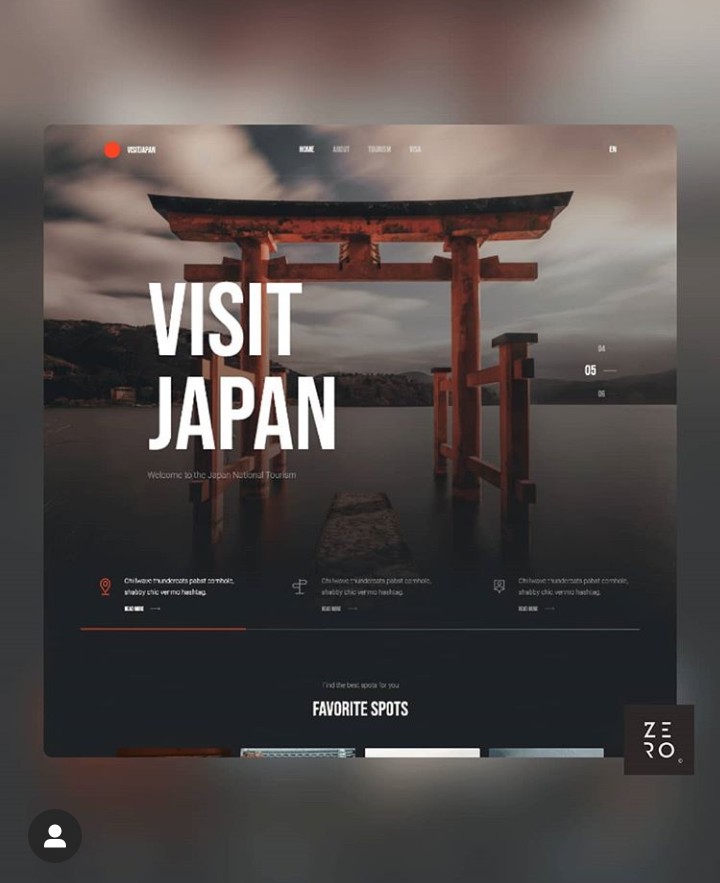 VISITJAPAN
HOME ABOUT TOURISM VISA
EN
VISIT
JAPAN
Welcome to the Japan National Tourism
04
05
06
Chillwave thundercats pabst cornhole,
shabby chic vermo hashtag.
READ MORE
Chillwave thundercats pabst cornhole,
shabby chic vermo hashtag.
READ MORE
Chillwave thundercats pabst cornhole,
shabby chic vermo hashtag.
READ MORE
Find the best spots for you
FAVORITE SPOTS
ZE
RO
©